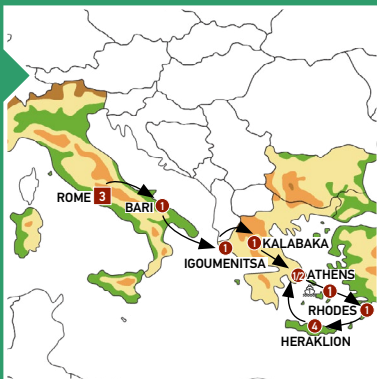 ROME 3
BARI 1
1
IGOUMENITSA
1 KALABAKA
1/2 ATHENS
1
RHODES 1
4
HERAKLION